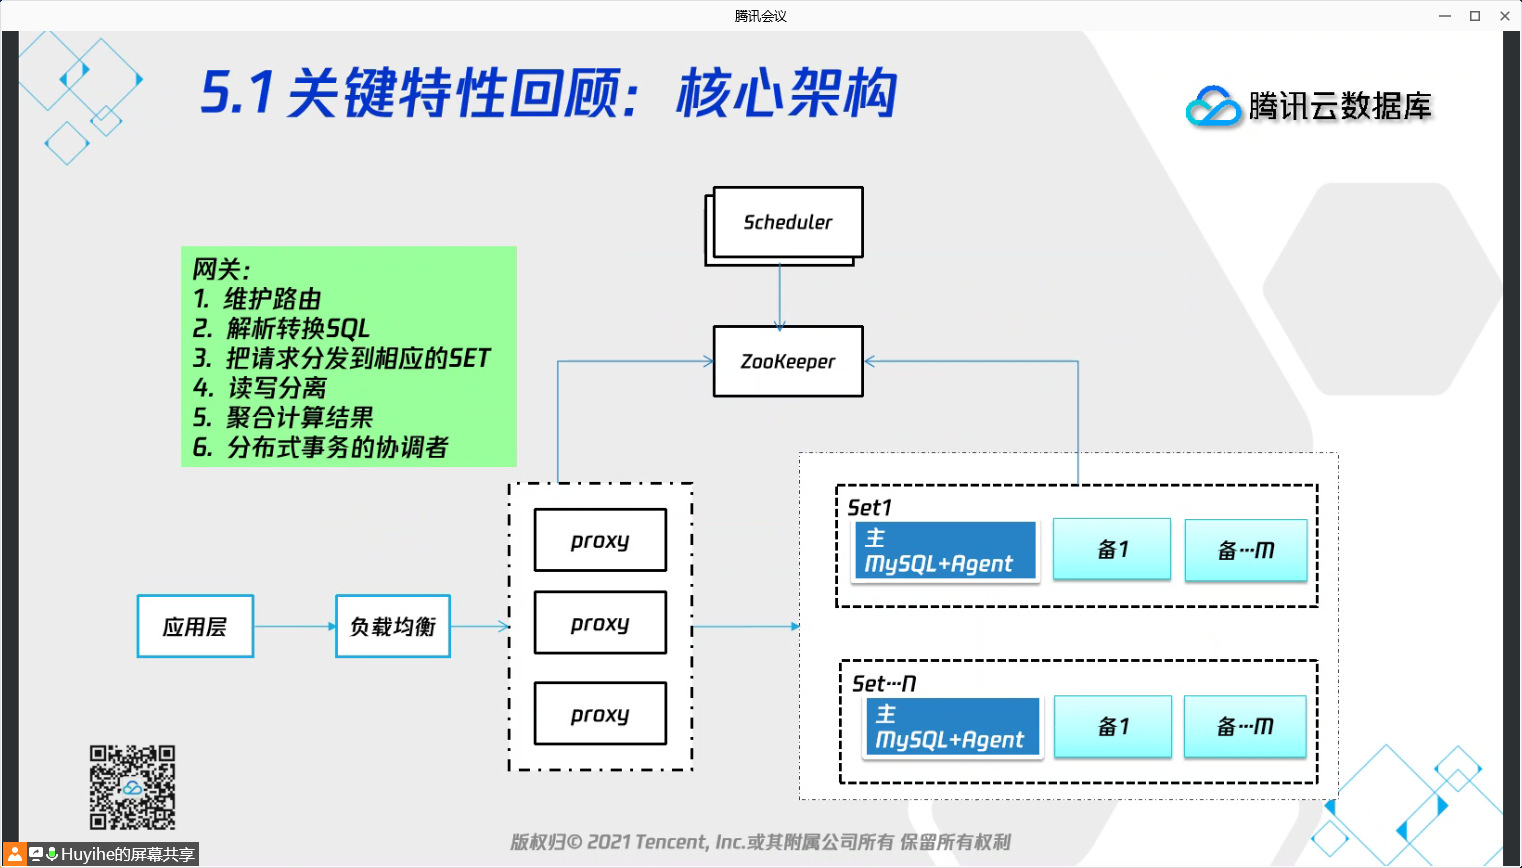 腾讯会议
5.1 关键特性回顾：核心架构
腾讯云数据库
Scheduler
网关：
1. 维护路由
2. 解析转换SQL
3. 把请求分发到相应的SET
4. 读写分离
5. 聚合计算结果
6. 分布式事务的协调者
ZooKeeper
应用层
负载均衡
proxy
proxy
proxy
Set1
主
MySQL+Agent
备1
备…M
Set…N
主
MySQL+Agent
备1
备…M
版权归© 2021 Tencent, Inc.或其附属公司所有 保留所有权利
Huyihe的屏幕共享